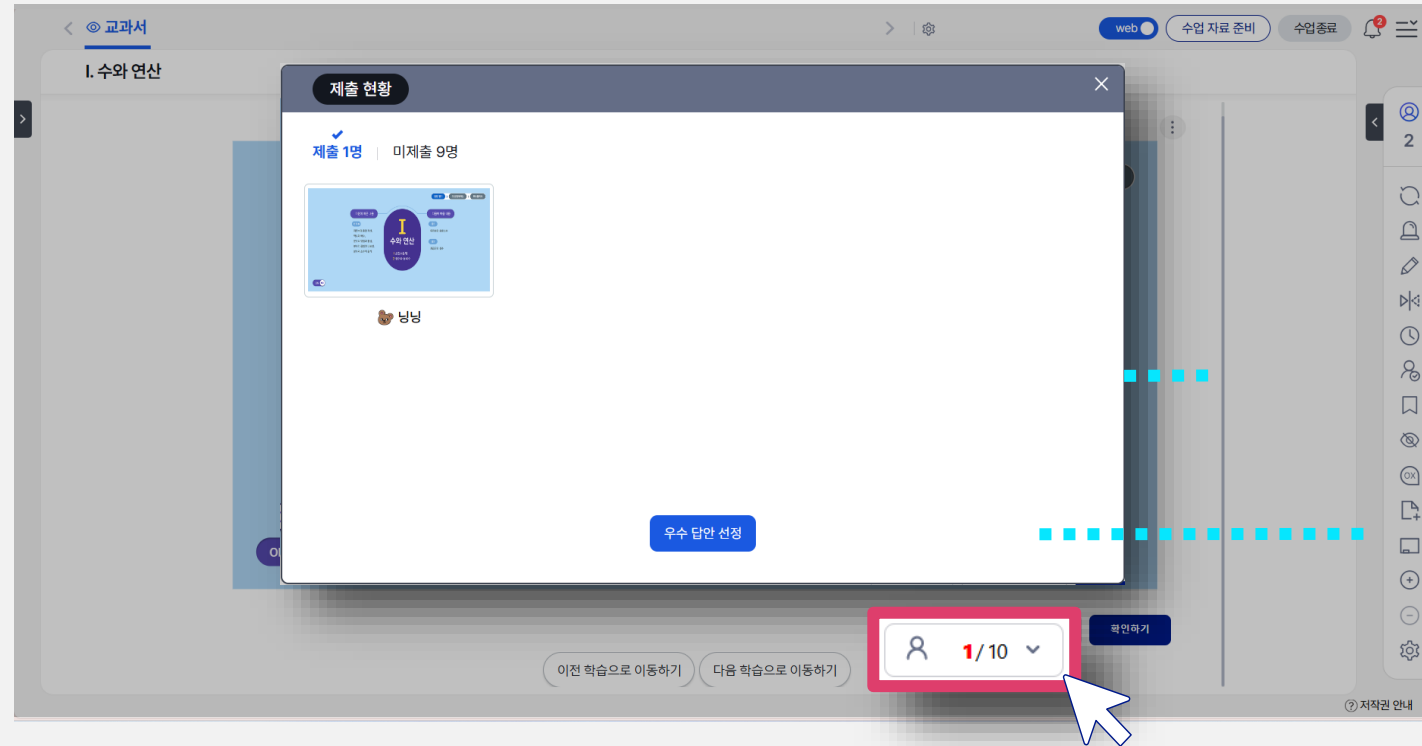 교과서
web
수업 자료 준비
수업종료
2
I. 수와 연산
제출 현황
2
제출 1명
미제출 9명
I
수와 연산
닝닝
OX
우수 답안 선정
확인하기
1/10
이전 학습으로 이동하기
다음 학습으로 이동하기
? 저작권 안내